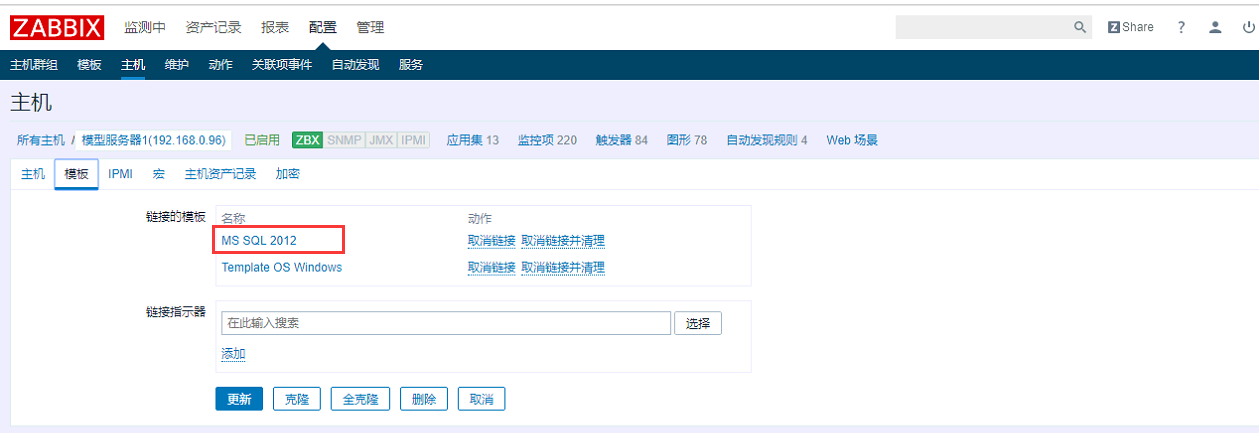 ZABBIX 监测中 资产记录 报表 配置 管理 Z Share ?
主机群组 模板 主机 维护 动作 关联项事件 自动发现 服务
主机
所有主机 / 模型服务器1(192.168.0.96) 已启用 ZBX SNMP JMX IPMI 应用集 13 监控项 220 触发器 84 图形 78 自动发现规则 4 Web 场景
主机 模板 IPMI 宏 主机资产记录 加密
链接的模板 名称 动作
MS SQL 2012 取消链接 取消链接并清理
Template OS Windows 取消链接 取消链接并清理
链接指示器
在此输入搜索 选择
添加
更新 克隆 全克隆 删除 取消